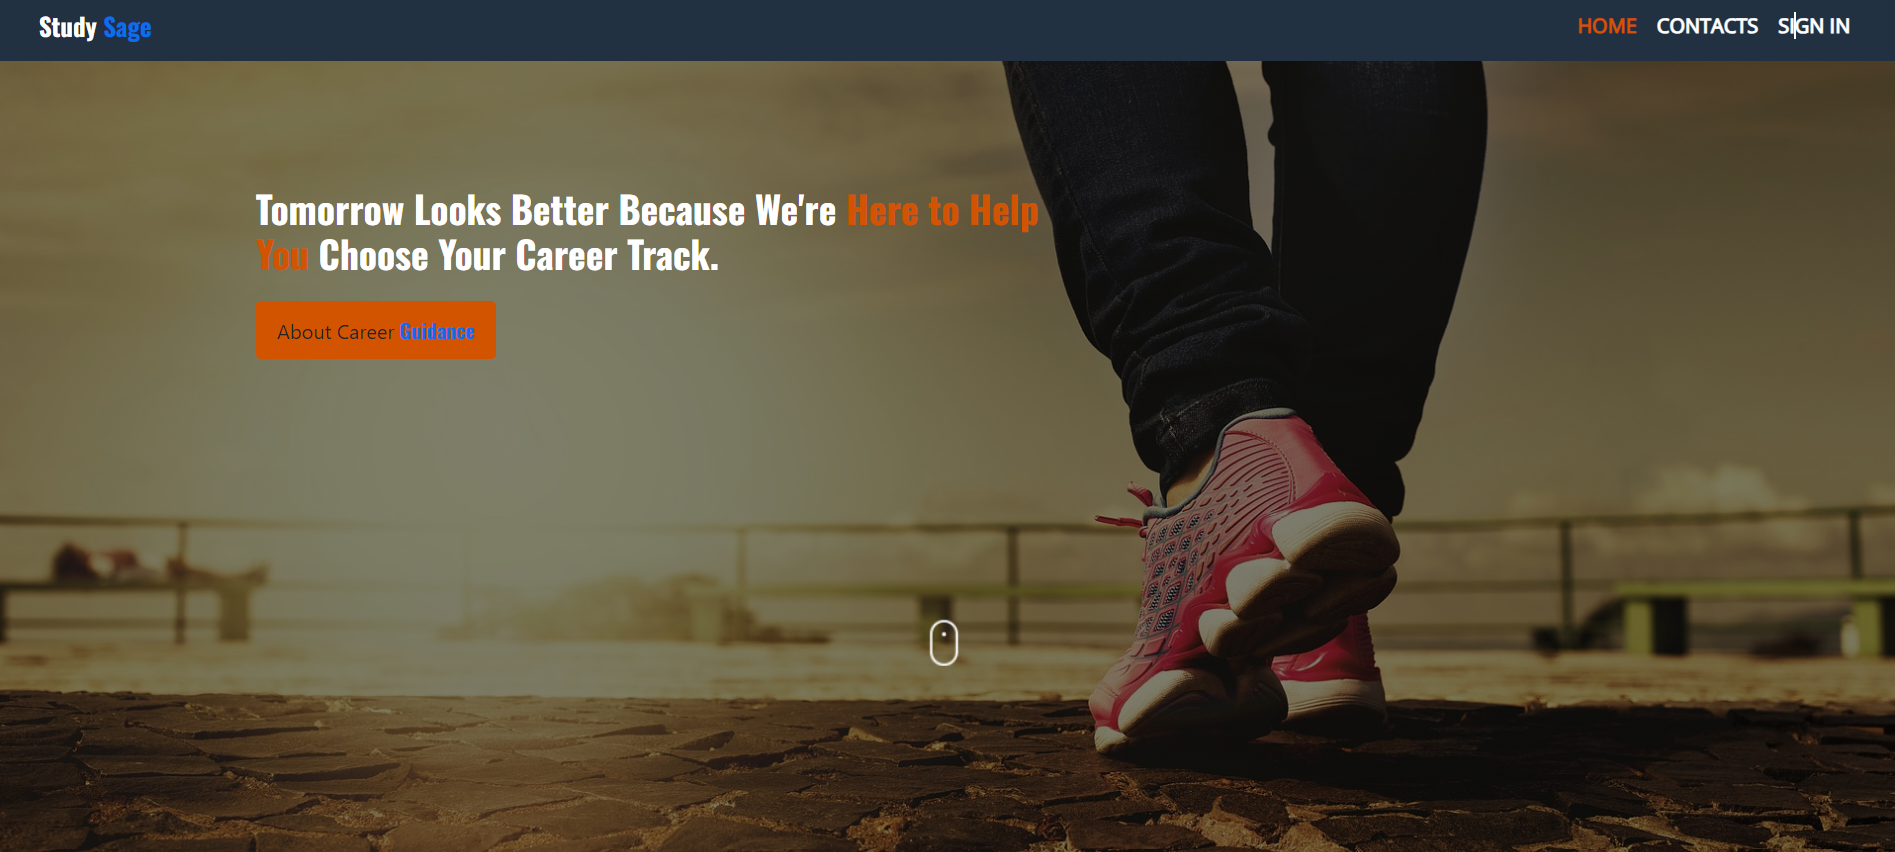 Study Sage
HOME CONTACTS SIGN IN
Tomorrow Looks Better Because We're Here to Help
You Choose Your Career Track.
About Career Guidance